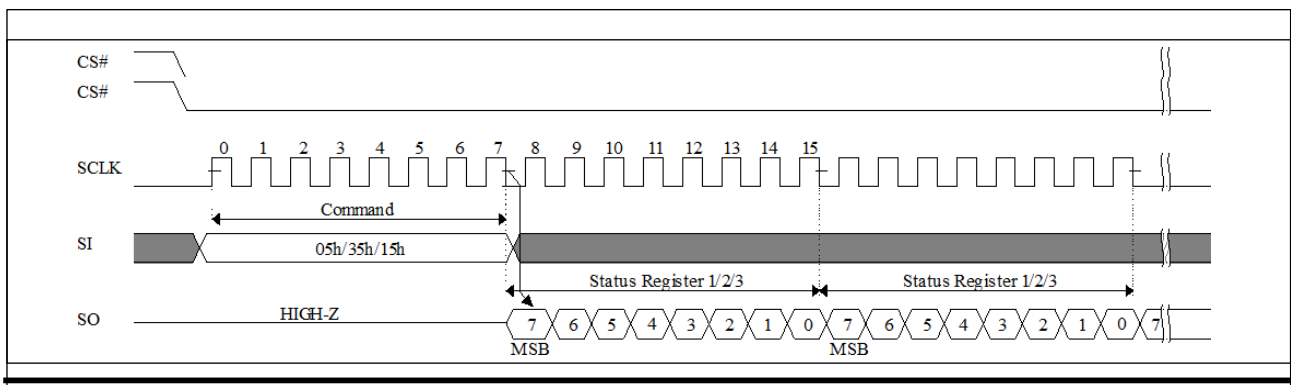 CS#
CS#
0 1 2 3 4 5 6 7 8 9 10 11 12 13 14 15
SCLK
Command
SI 05h/35h/15h
Status Register 1/2/3 Status Register 1/2/3
SO HIGH-Z 7 6 5 4 3 2 1 0 7 6 5 4 3 2 1 0 7
MSB MSB